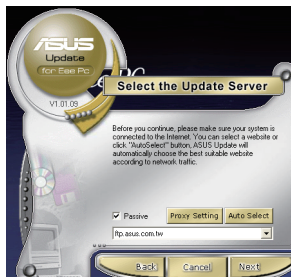 ASUS
Update
for Eee Pc
V1.01.09
Select the Update Server
Before you continue, please make sure your system is
connected to the Internet. You can select a website or
click "AutoSelect" button, ASUS Update will
automatically choose the best suitable website
according to network traffic.
Passive
Proxy Setting
Auto Select
ftp.asus.com.tw
Back
Cancel
Next